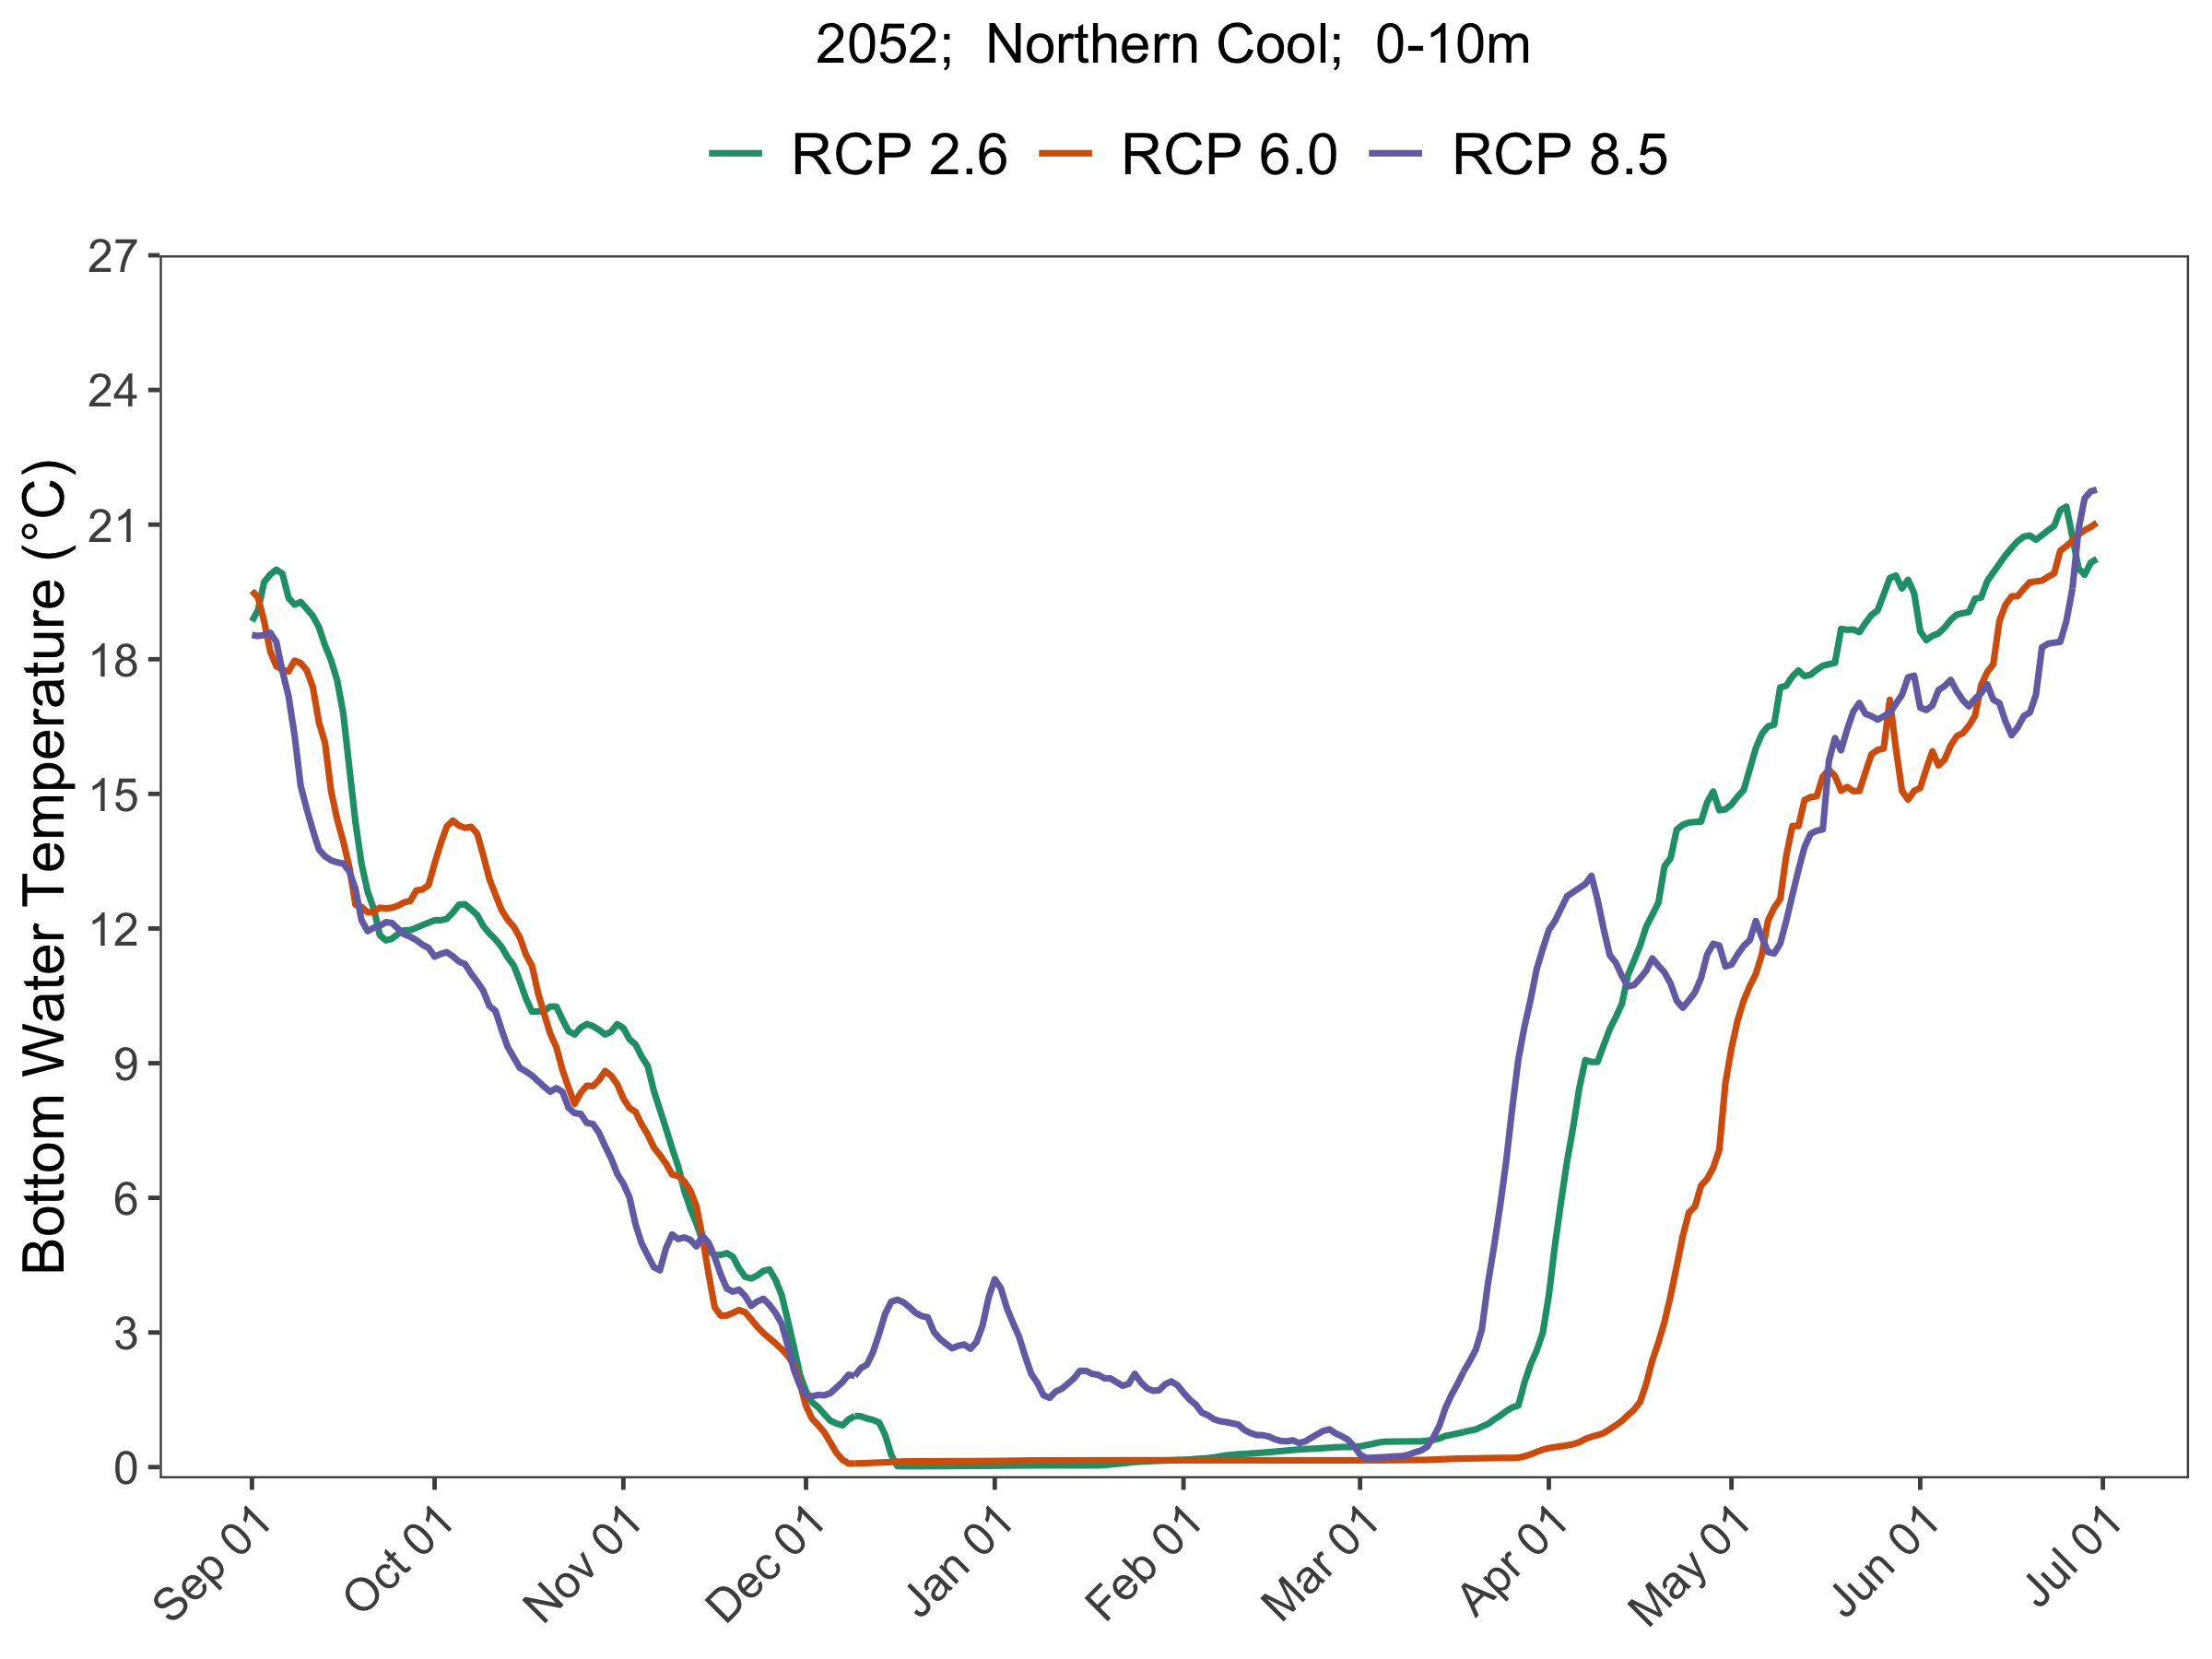 2052;  Northern Cool;  0-10m
RCP 2.6 RCP 6.0 RCP 8.5
Bottom Water Temperature (°C)
27
24
21
18
15
12
9
6
3
0
Sep 01 Oct 01 Nov 01 Dec 01 Jan 01 Feb 01 Mar 01 Apr 01 May 01 Jun 01 Jul 01